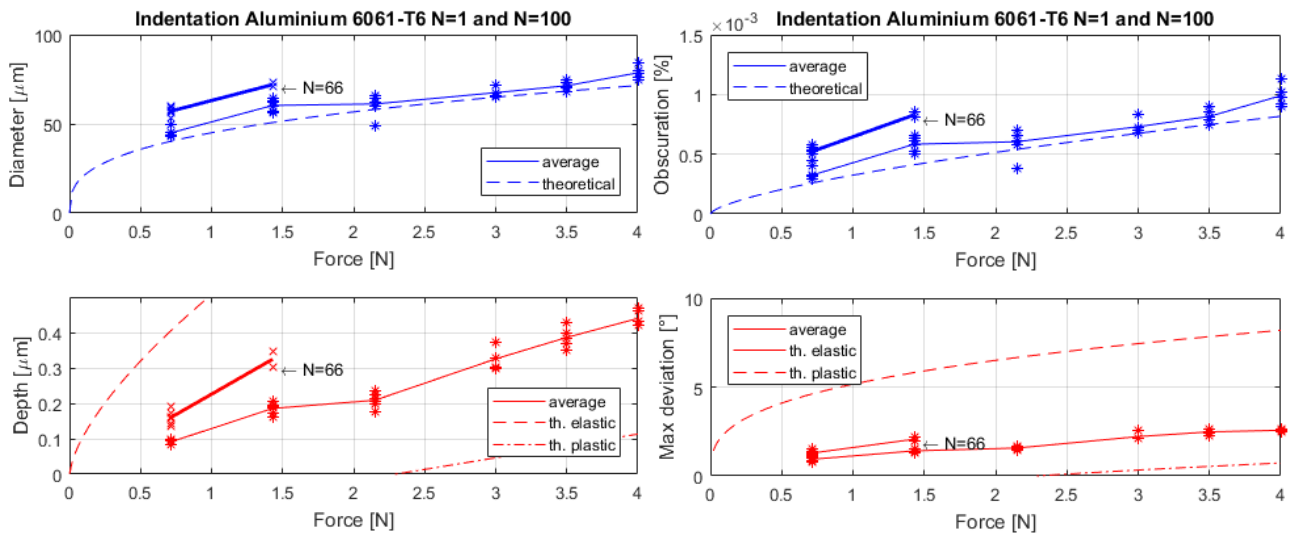 Indentation Aluminium 6061-T6 N=1 and N=100
100
50
0
Diameter [μm]
← N=66
average
theoretical
0 0.5 1 1.5 2 2.5 3 3.5 4
Force [N]
Indentation Aluminium 6061-T6 N=1 and N=100
×10⁻³
1.5
1
0.5
0
Obscuration [%]
average
theoretical
← N=66
0 0.5 1 1.5 2 2.5 3 3.5 4
Force [N]
0.4
0.3
0.2
0.1
0
Depth [μm]
← N=66
average
th. elastic
th. plastic
0 0.5 1 1.5 2 2.5 3 3.5 4
Force [N]
10
5
0
Max deviation [°]
average
th. elastic
th. plastic
← N=66
0 0.5 1 1.5 2 2.5 3 3.5 4
Force [N]